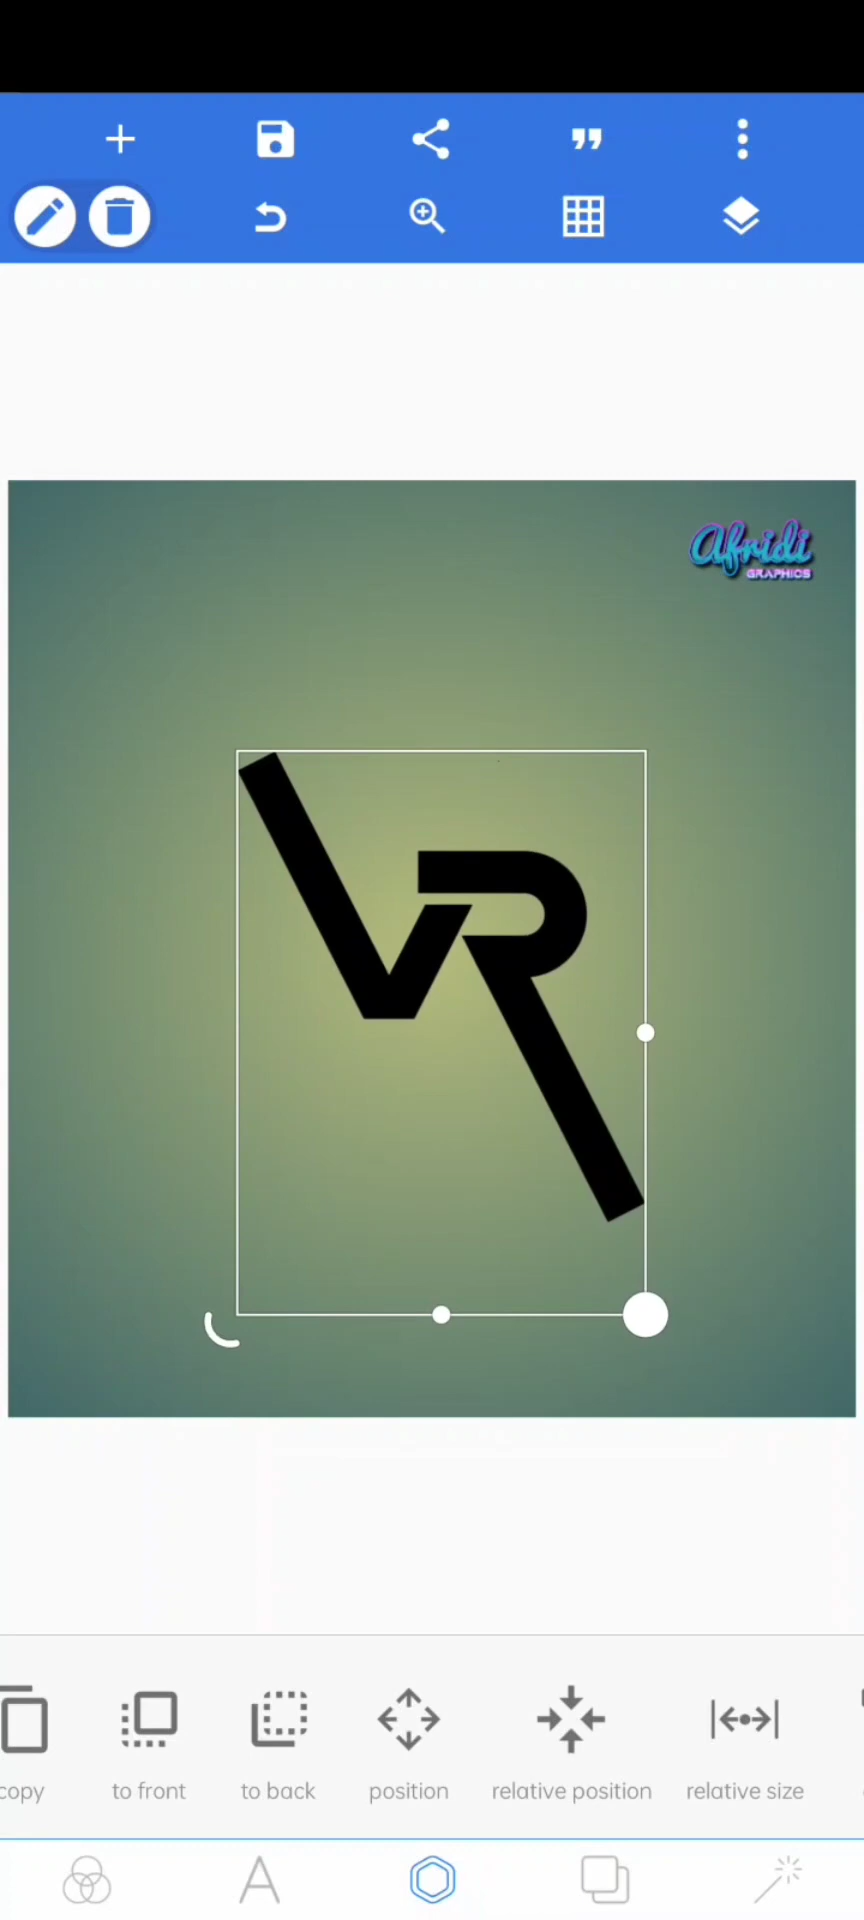 Afridi
GRAPHICS
VR
copy
to front
to back
position
relative position
relative size